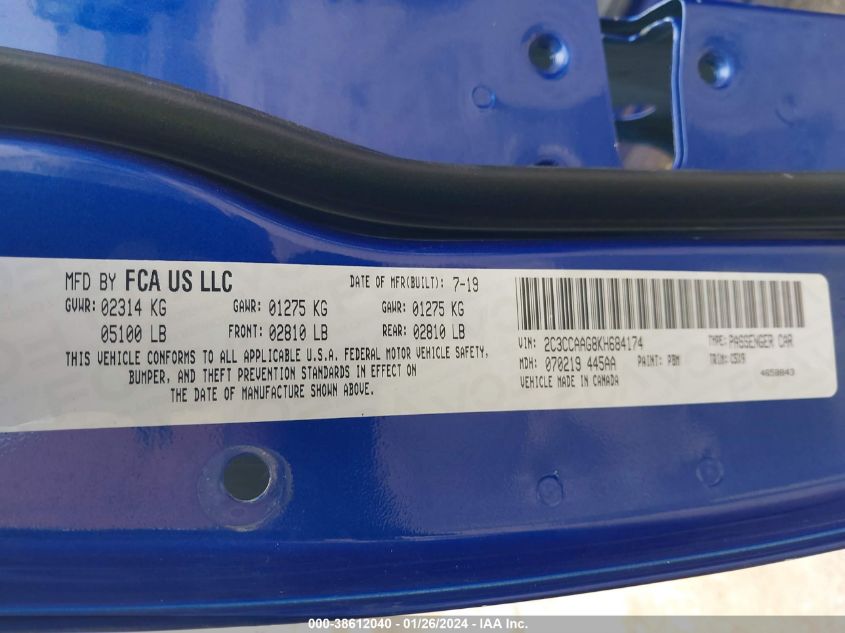 MFD BY FCA US LLC DATE OF MFR(BUILT): 7-19
GVWR: 02314 KG GAWR: 01275 KG GAWR: 01275 KG
05100 LB FRONT: 02810 LB REAR: 02810 LB
THIS VEHICLE CONFORMS TO ALL APPLICABLE U.S.A. FEDERAL MOTOR VEHICLE SAFETY,
BUMPER, AND THEFT PREVENTION STANDARDS IN EFFECT ON
THE DATE OF MANUFACTURE SHOWN ABOVE.
VIN: 2C3CCAAG8KH684174 TYPE: PASSENGER CAR
MDH: 070219 445AA PAINT: PBM TRIM: C5X9
VEHICLE MADE IN CANADA 4658843
000-38612040 - 01/26/2024 - IAA Inc.